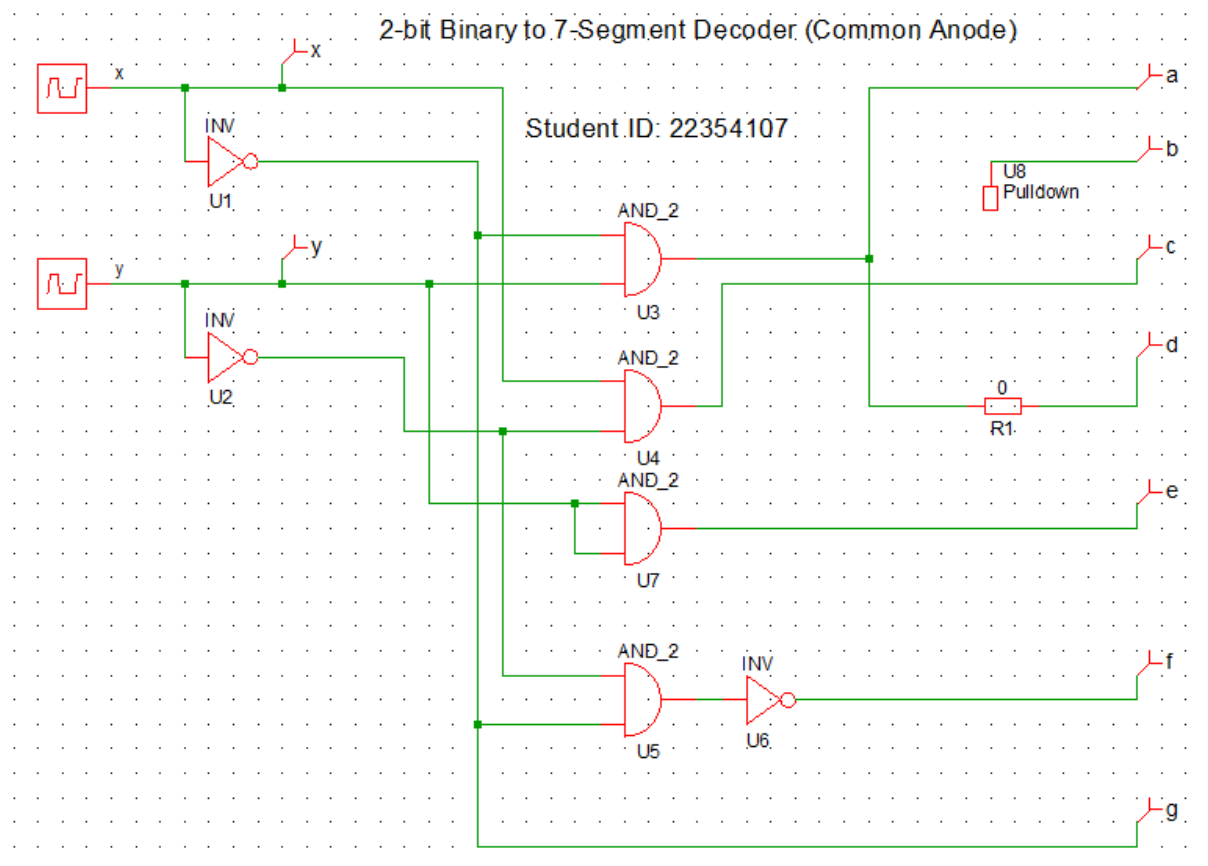 2-bit Binary to 7-Segment Decoder (Common Anode)
x
x
a
INV
Student ID: 22354107
b
U8
Pulldown
U1
AND_2
y
y
c
INV
U3
d
AND_2
0
U2
R1
U4
AND_2
e
U7
AND_2
INV
f
U5
U6
g